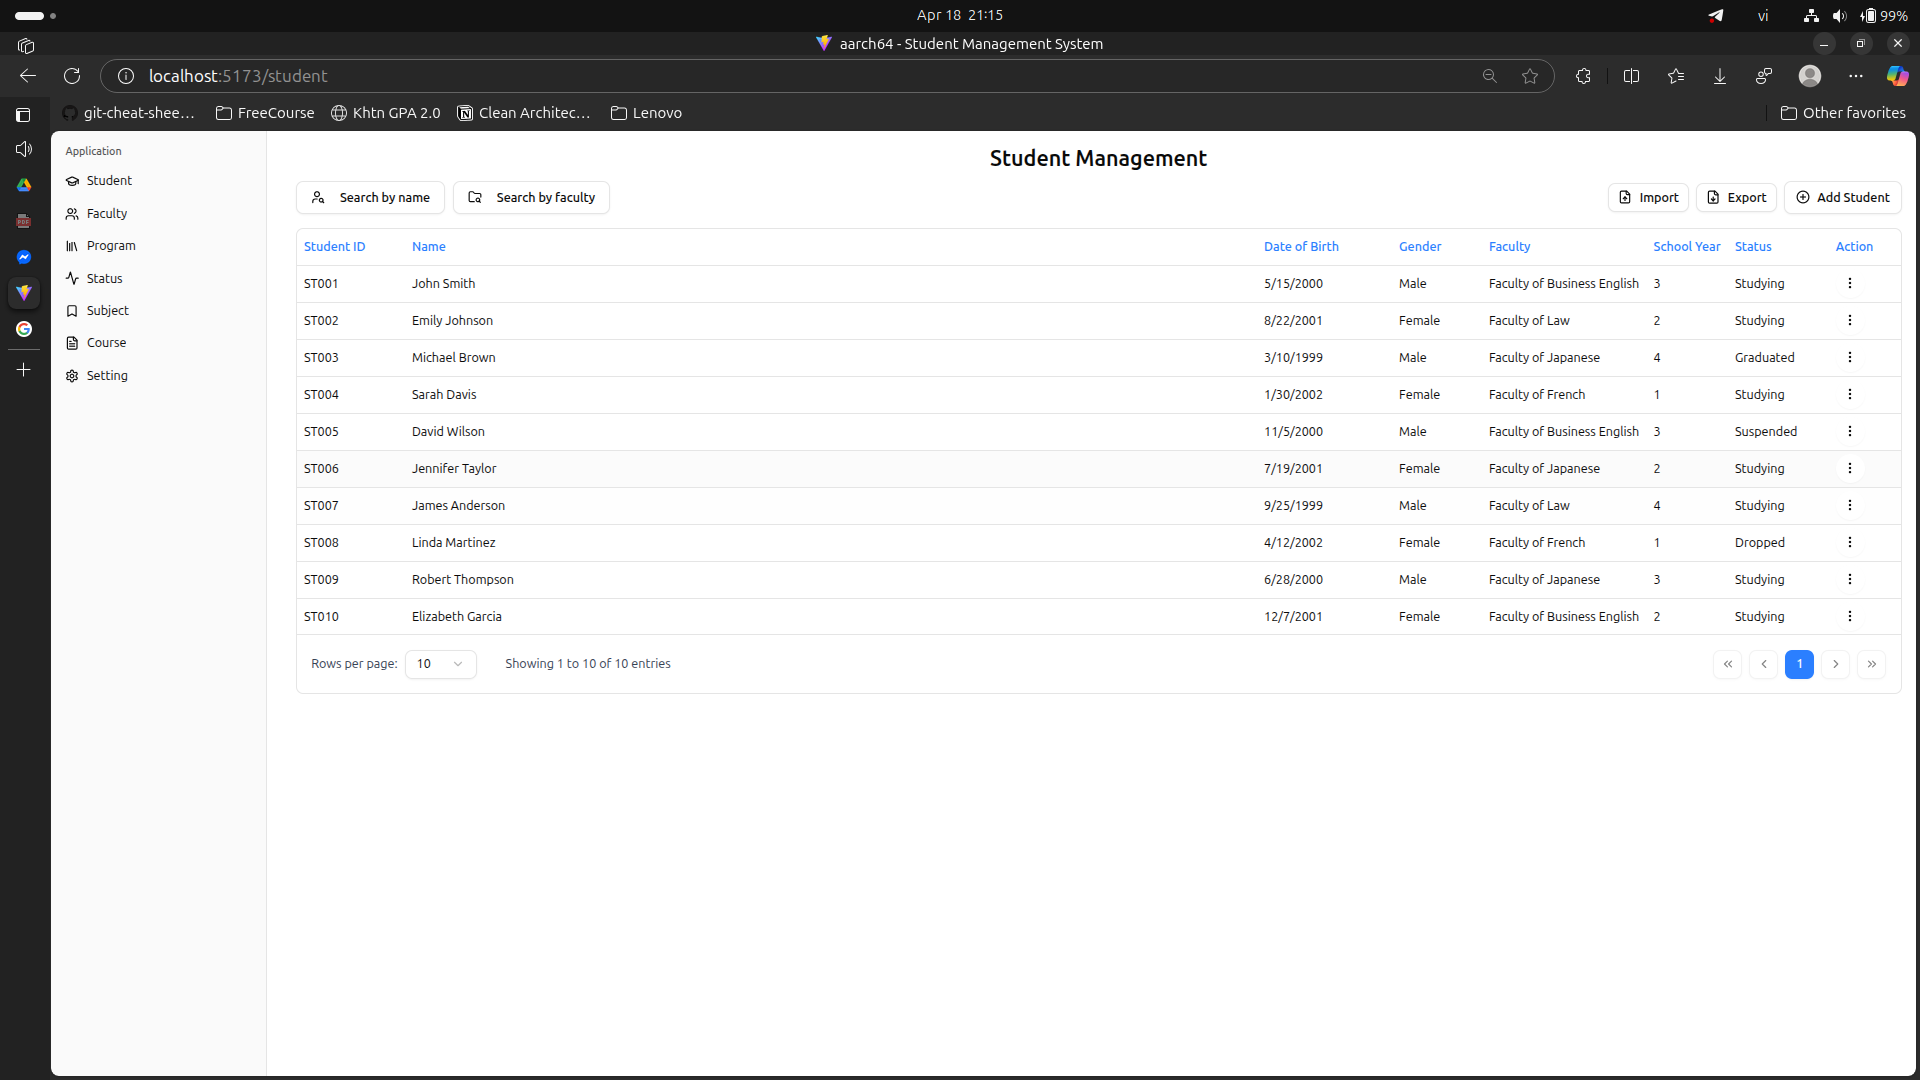 Apr 18 21:15
vi
99%
aarch64 - Student Management System
localhost:5173/student
git-cheat-shee...
FreeCourse
Khtn GPA 2.0
Clean Architec...
Lenovo
Other favorites
Application
Student
Faculty
Program
Status
Subject
Course
Setting
Student Management
Search by name
Search by faculty
Import
Export
Add Student
Student ID Name Date of Birth Gender Faculty School Year Status Action
ST001 John Smith 5/15/2000 Male Faculty of Business English 3 Studying
ST002 Emily Johnson 8/22/2001 Female Faculty of Law 2 Studying
ST003 Michael Brown 3/10/1999 Male Faculty of Japanese 4 Graduated
ST004 Sarah Davis 1/30/2002 Female Faculty of French 1 Studying
ST005 David Wilson 11/5/2000 Male Faculty of Business English 3 Suspended
ST006 Jennifer Taylor 7/19/2001 Female Faculty of Japanese 2 Studying
ST007 James Anderson 9/25/1999 Male Faculty of Law 4 Studying
ST008 Linda Martinez 4/12/2002 Female Faculty of French 1 Dropped
ST009 Robert Thompson 6/28/2000 Male Faculty of Japanese 3 Studying
ST010 Elizabeth Garcia 12/7/2001 Female Faculty of Business English 2 Studying
Rows per page: 10 Showing 1 to 10 of 10 entries
1
PDF